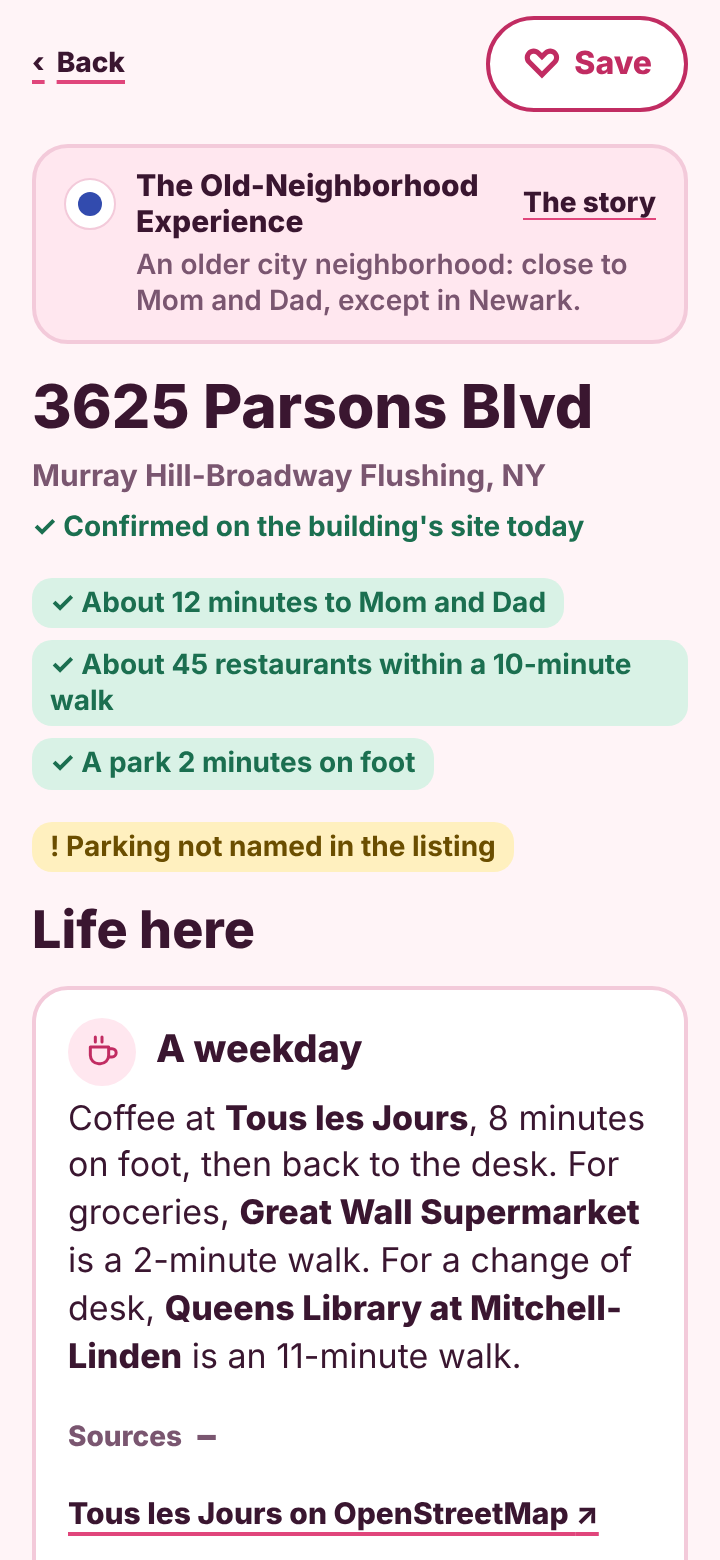 ‹ Back
Save
The Old-Neighborhood
Experience
The story
An older city neighborhood: close to
Mom and Dad, except in Newark.
3625 Parsons Blvd
Murray Hill-Broadway Flushing, NY
✓ Confirmed on the building's site today
✓ About 12 minutes to Mom and Dad
✓ About 45 restaurants within a 10-minute
walk
✓ A park 2 minutes on foot
! Parking not named in the listing
Life here
A weekday
Coffee at Tous les Jours, 8 minutes
on foot, then back to the desk. For
groceries, Great Wall Supermarket
is a 2-minute walk. For a change of
desk, Queens Library at Mitchell-
Linden is an 11-minute walk.
Sources –
Tous les Jours on OpenStreetMap ↗